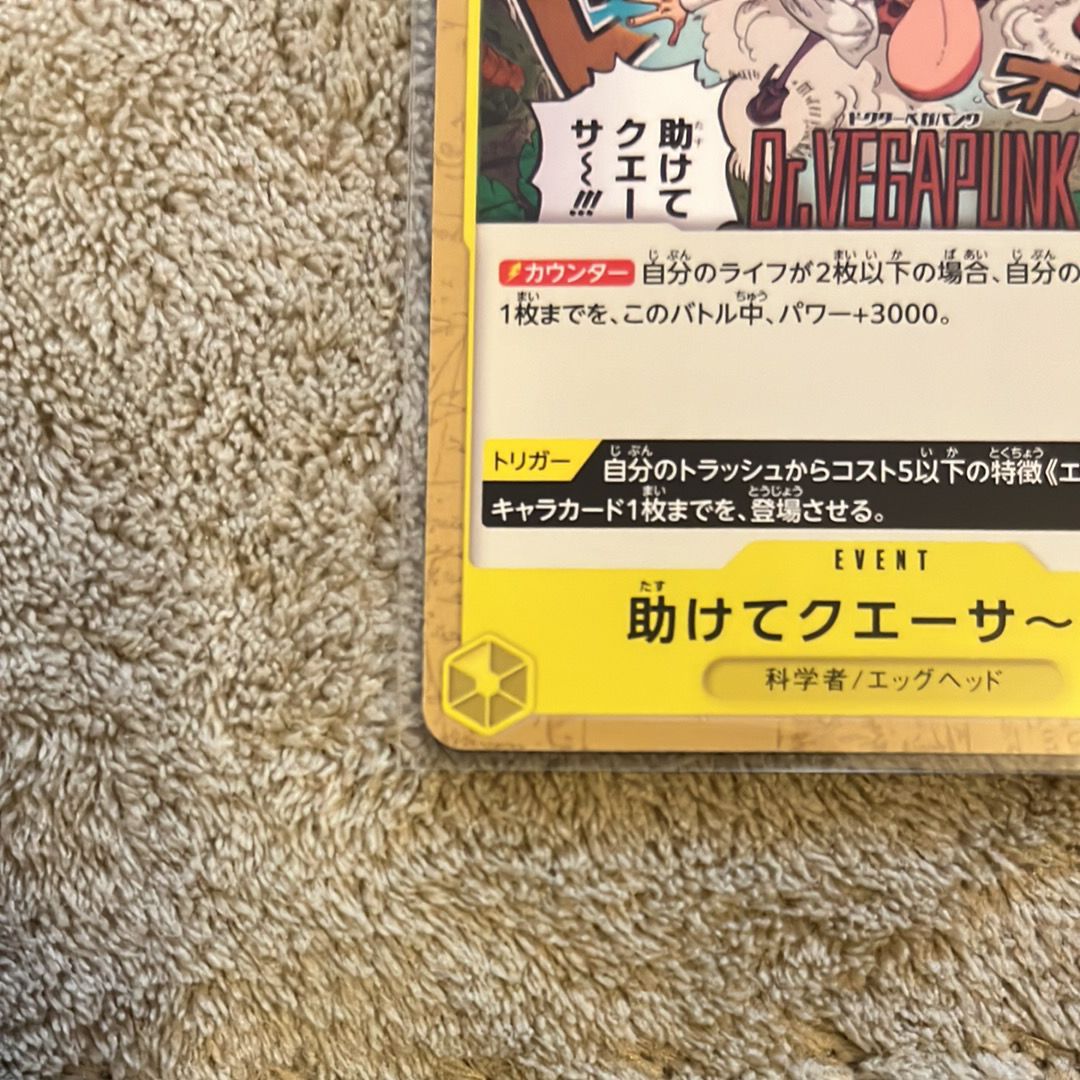 助けて
クエー
サ〜!!!
ドクターベガパンク
Dr.VEGAPUNK
カウンター 自分のライフが2枚以下の場合、自分の
1枚までを、このバトル中、パワー+3000。
トリガー 自分のトラッシュからコスト5以下の特徴《エ
キャラカード1枚までを、登場させる。
EVENT
助けてクエーサ〜
科学者/エッグヘッド